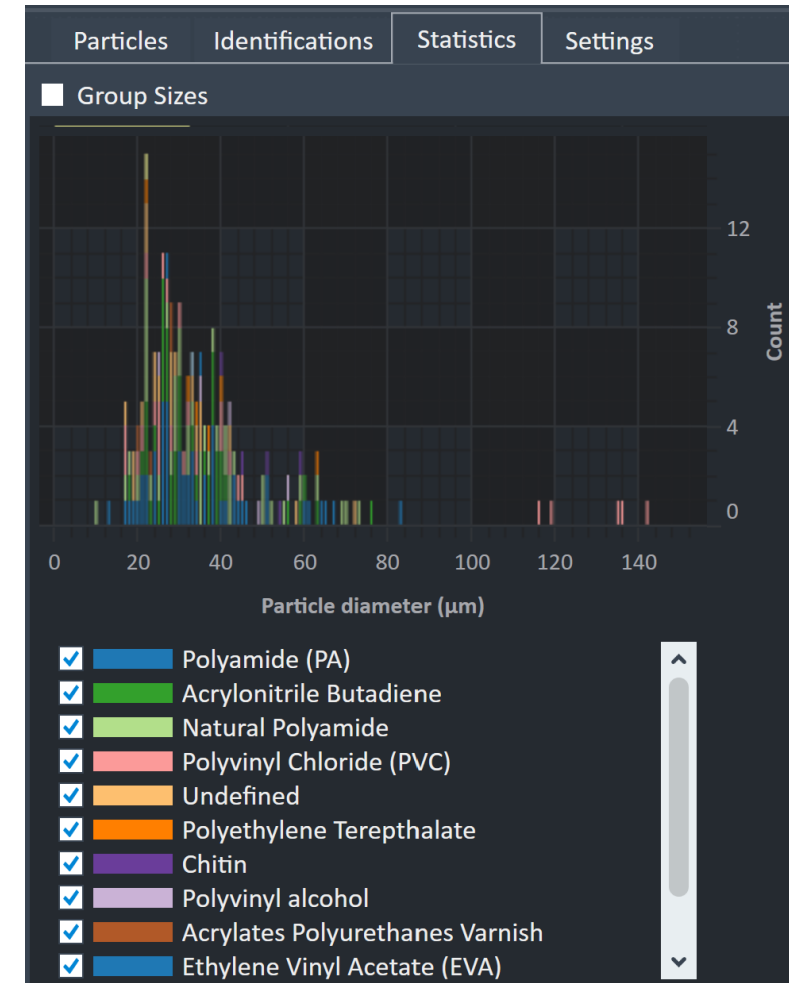 Particles Identifications Statistics Settings
Group Sizes
12
8
4
0
Count
0 20 40 60 80 100 120 140
Particle diameter (µm)
Polyamide (PA)
Acrylonitrile Butadiene
Natural Polyamide
Polyvinyl Chloride (PVC)
Undefined
Polyethylene Terepthalate
Chitin
Polyvinyl alcohol
Acrylates Polyurethanes Varnish
Ethylene Vinyl Acetate (EVA)